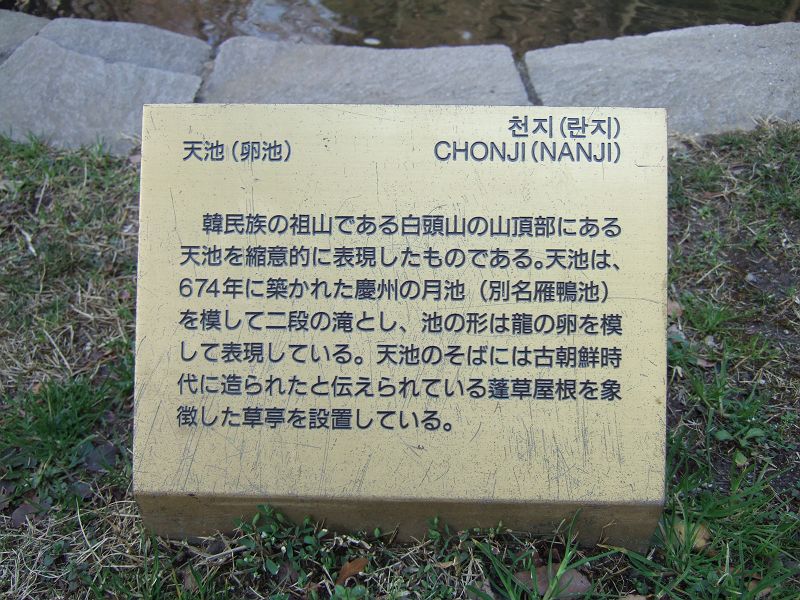 천지(란지)
天池(卵池)
CHONJI(NANJI)
韓民族の祖山である白頭山の山頂部にある
天池を縮意的に表現したものである。天池は、
674年に築かれた慶州の月池（別名雁鴨池）
を模して二段の滝とし、池の形は龍の卵を模
して表現している。天池のそばには古朝鮮時
代に造られたと伝えられている蓬草屋根を象
徴した草亭を設置している。